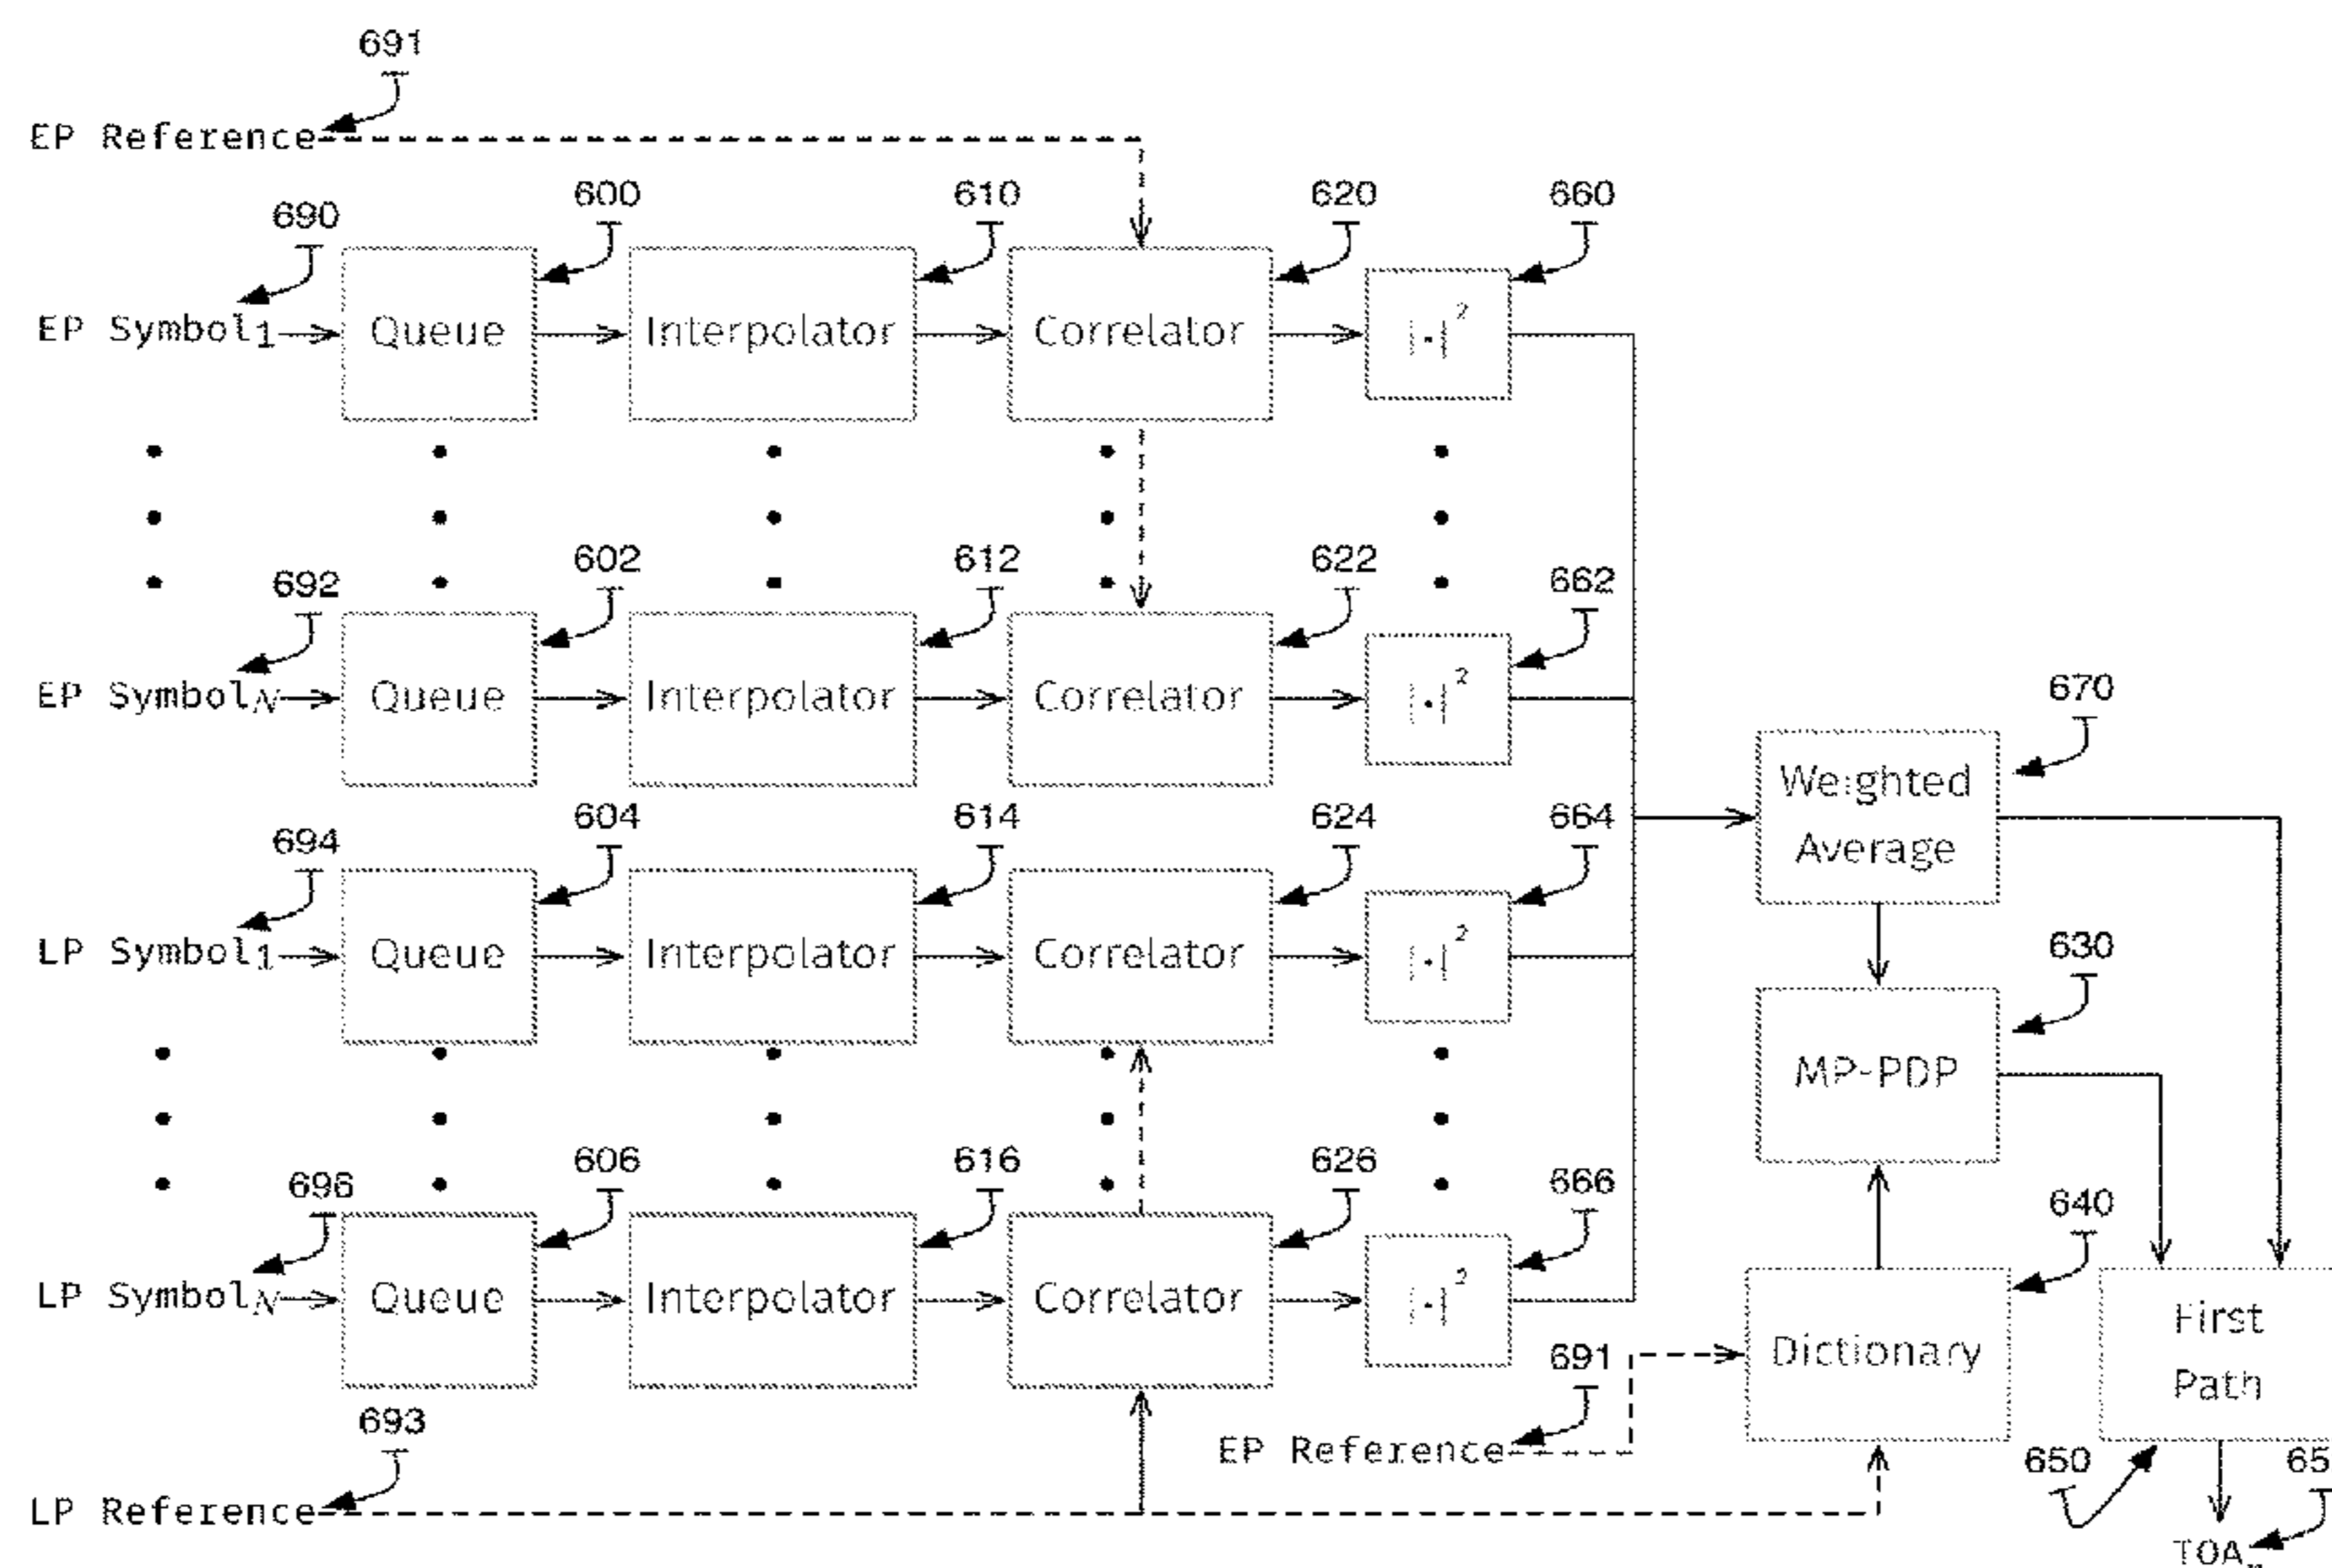 691
EP Reference
690
600
610
620
660
EP Symbol1
Queue
Interpolator
Correlator
|•|2
692
602
612
622
662
EP SymbolN
Queue
Interpolator
Correlator
|•|2
670
Weighted
Average
694
604
614
624
664
LP Symbol1
Queue
Interpolator
Correlator
|•|2
630
MP-PDP
696
606
616
626
666
640
LP SymbolN
Queue
Interpolator
Correlator
|•|2
Dictionary
First
Path
691
EP Reference
693
LP Reference
650
65
TOA